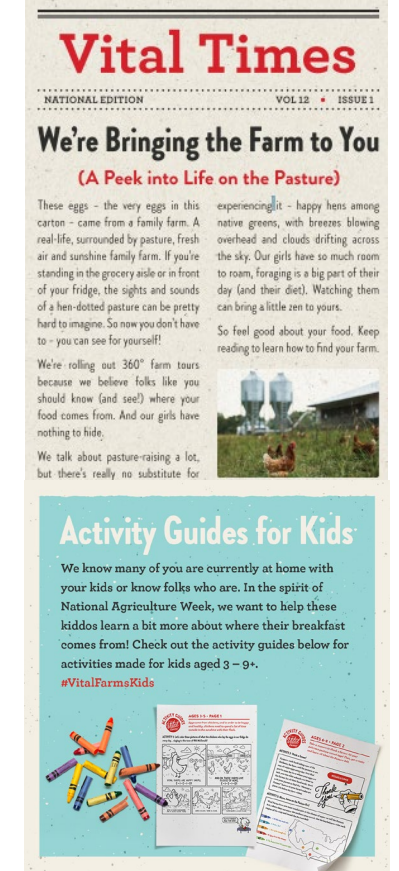 Vital Times
NATIONAL EDITION
VOL 12 • ISSUE 1
We're Bringing the Farm to You
(A Peek into Life on the Pasture)
These eggs - the very eggs in this
carton - came from a family farm. A
real-life, surrounded by pasture, fresh
air and sunshine family farm. If you're
standing in the grocery aisle or in front
of your fridge, the sights and sounds
of a hen-dotted pasture can be pretty
hard to imagine. So now you don't have
to - you can see for yourself!
We're rolling out 360° farm tours
because we believe folks like you
should know (and see!) where your
food comes from. And our girls have
nothing to hide.
We talk about pasture-raising a lot,
but there's really no substitute for
experiencing it - happy hens among
native greens, with breezes blowing
overhead and clouds drifting across
the sky. Our girls have so much room
to roam, foraging is a big part of their
day (and their diet). Watching them
can bring a little zen to yours.
So feel good about your food. Keep
reading to learn how to find your farm.
Activity Guides for Kids
We know many of you are currently at home with
your kids or know folks who are. In the spirit of
National Agriculture Week, we want to help these
kiddos learn a bit more about where their breakfast
comes from! Check out the activity guides below for
activities made for kids aged 3 – 9+.
#VitalFarmsKids
Thank you